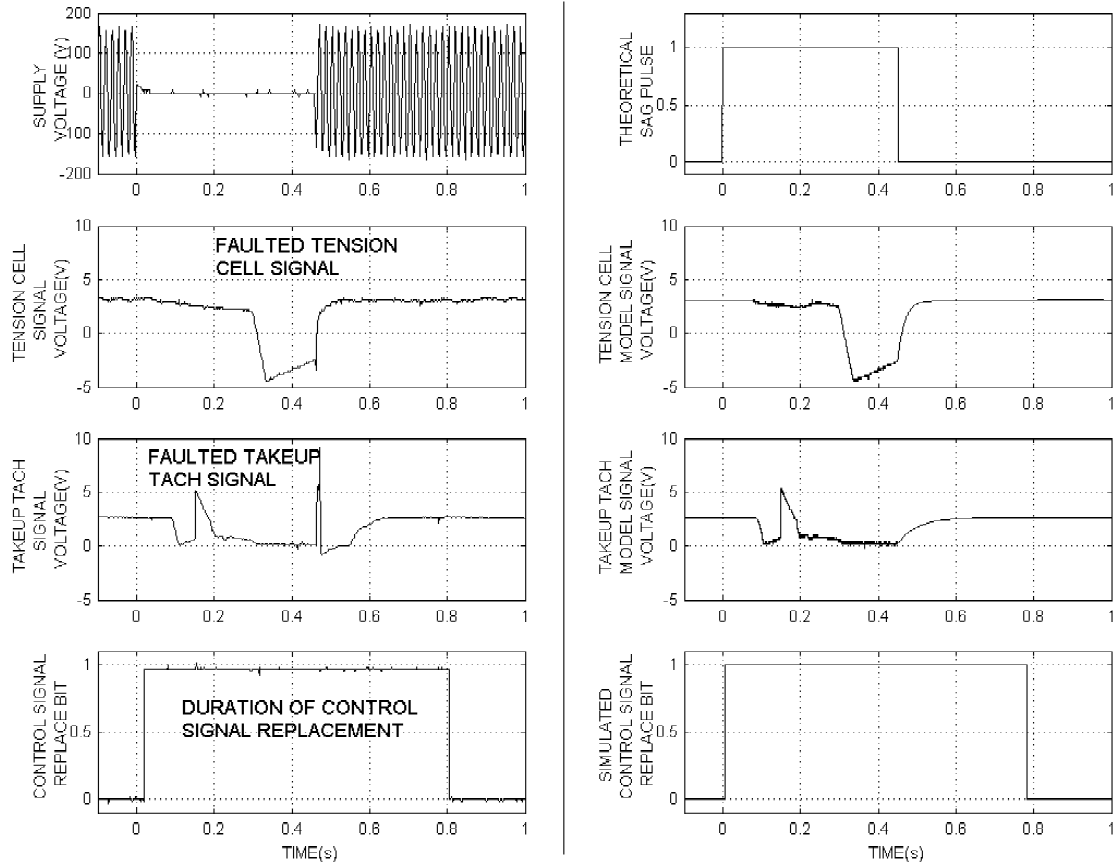 SUPPLY
VOLTAGE (V)
200
100
0
-100
-200
0 0.2 0.4 0.6 0.8 1
THEORETICAL
SAG PULSE
1
0.5
0
0 0.2 0.4 0.6 0.8 1
TENSION CELL
SIGNAL
VOLTAGE(V)
10
5
0
-5
FAULTED TENSION
CELL SIGNAL
0 0.2 0.4 0.6 0.8 1
TENSION CELL
MODEL SIGNAL
VOLTAGE(V)
10
5
0
-5
0 0.2 0.4 0.6 0.8 1
TAKEUP TACH
SIGNAL
VOLTAGE(V)
10
5
0
-5
FAULTED TAKEUP
TACH SIGNAL
0 0.2 0.4 0.6 0.8 1
TAKEUP TACH
MODEL SIGNAL
VOLTAGE(V)
10
5
0
-5
0 0.2 0.4 0.6 0.8 1
CONTROL SIGNAL
REPLACE BIT
1
0.5
0
DURATION OF CONTROL
SIGNAL REPLACEMENT
0 0.2 0.4 0.6 0.8 1
TIME(s)
SIMULATED
CONTROL SIGNAL
REPLACE BIT
1
0.5
0
0 0.2 0.4 0.6 0.8 1
TIME(s)